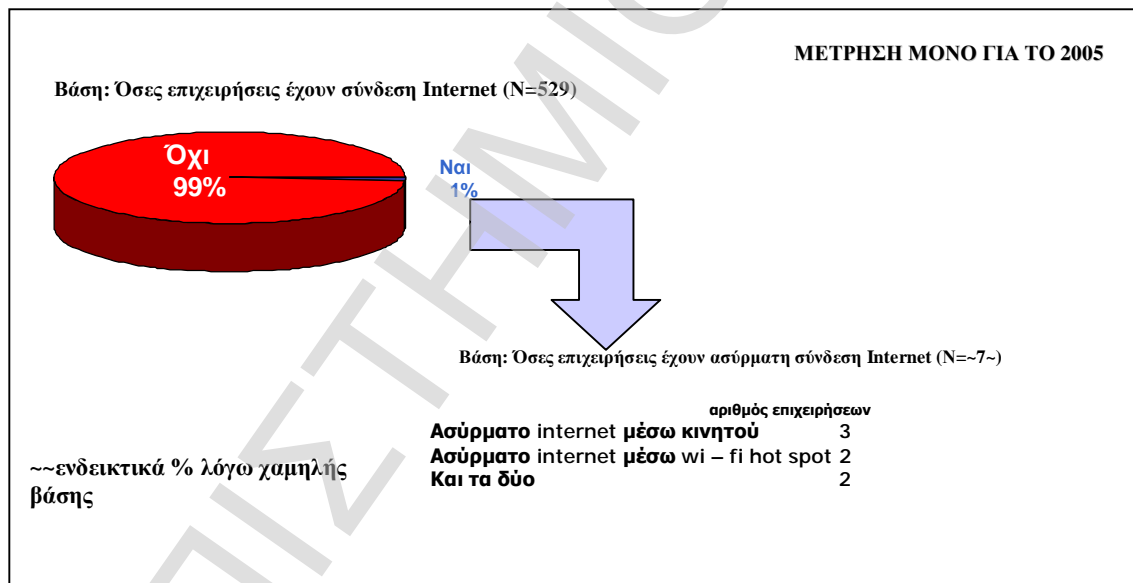 ΜΕΤΡΗΣΗ ΜΟΝΟ ΓΙΑ ΤΟ 2005
Βάση: Όσες επιχειρήσεις έχουν σύνδεση Internet (N=529)
Όχι
99%
Ναι
1%
Βάση: Όσες επιχειρήσεις έχουν ασύρματη σύνδεση Internet (N=~7~)
αριθμός επιχειρήσεων
Ασύρματο internet μέσω κινητού 3
Ασύρματο internet μέσω wi – fi hot spot 2
Και τα δύο 2
~~ενδεικτικά % λόγω χαμηλής
βάσης